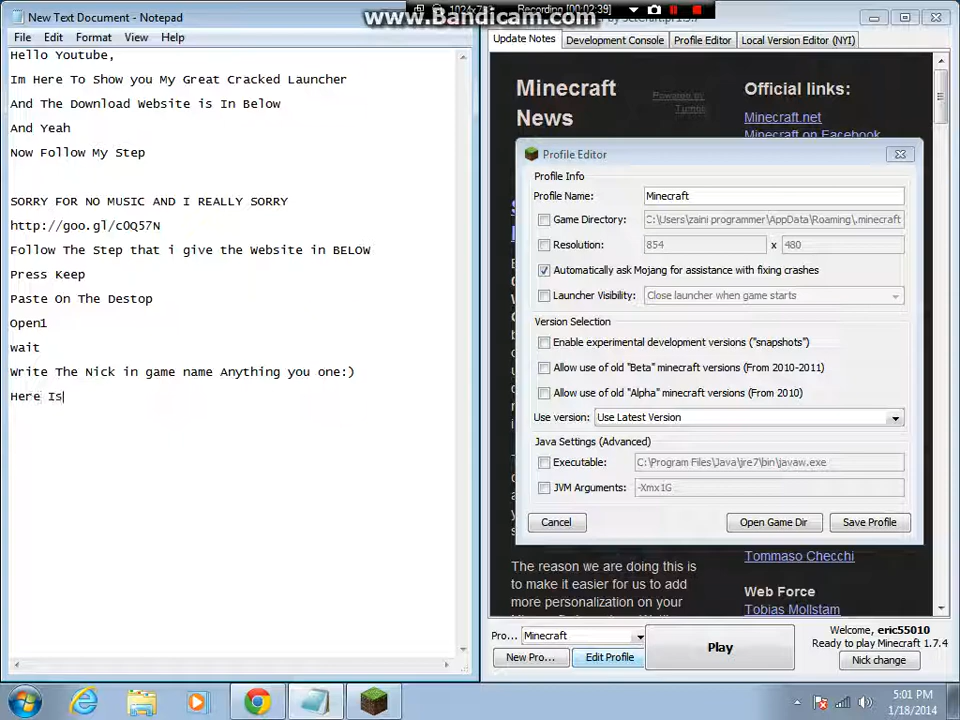 New Text Document - Notepad
File Edit Format View Help
Hello Youtube,
Im Here To Show you My Great Cracked Launcher
And The Download Website is In Below
And Yeah
Now Follow My Step
SORRY FOR NO MUSIC AND I REALLY SORRY
http://goo.gl/cOQ57N
Follow The Step that i give the Website in BELOW
Press Keep
Paste On The Destop
Open1
wait
Write The Nick in game name Anything you one:)
Here Is
www.Bandicam.com
Recording [00:02:39]
Update Notes Development Console Profile Editor Local Version Editor (NYI)
Minecraft News
Powered by Tumblr
Official links:
Minecraft.net
Minecraft on Facebook
Profile Editor
Profile Info
Profile Name: Minecraft
Game Directory: C:\Users\zaini programmer\AppData\Roaming\.minecraft
Resolution: 854 x 480
Automatically ask Mojang for assistance with fixing crashes
Launcher Visibility: Close launcher when game starts
Version Selection
Enable experimental development versions ("snapshots")
Allow use of old "Beta" minecraft versions (From 2010-2011)
Allow use of old "Alpha" minecraft versions (From 2010)
Use version: Use Latest Version
Java Settings (Advanced)
Executable: C:\Program Files\Java\jre7\bin\javaw.exe
JVM Arguments: -Xmx1G
Cancel Open Game Dir Save Profile
The reason we are doing this is
to make it easier for us to add
more personalization on your
Tommaso Checchi
Web Force
Tobias Mollstam
Pro... Minecraft
New Pro... Edit Profile
Play
Welcome, eric55010
Ready to play Minecraft 1.7.4
Nick change
5:01 PM
1/18/2014